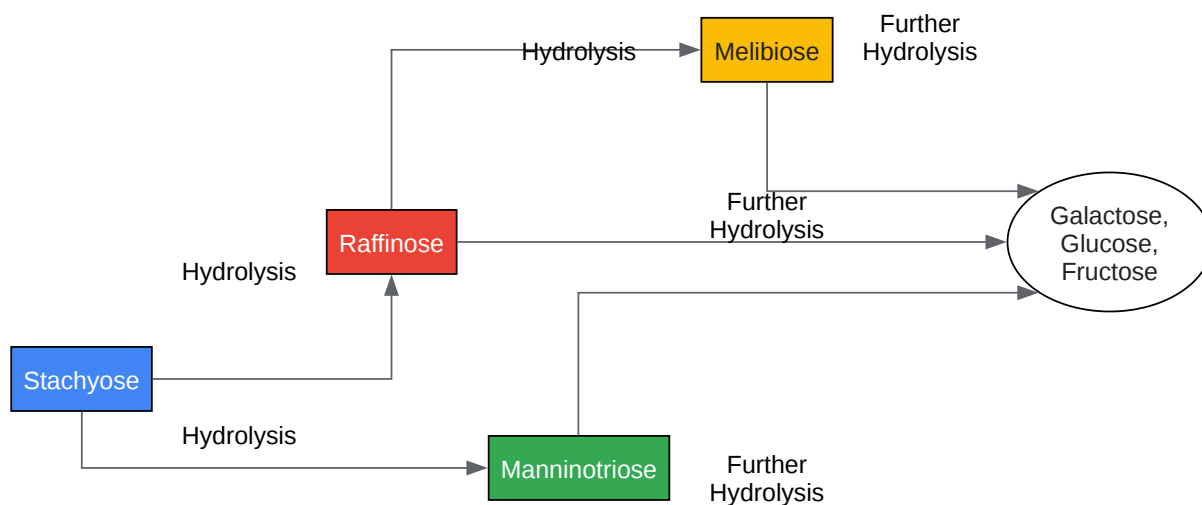 Further
Hydrolysis
Hydrolysis
Melibiose
Further
Hydrolysis
Galactose,
Glucose,
Fructose
Raffinose
Hydrolysis
Stachyose
Hydrolysis
Manninotriose
Further
Hydrolysis